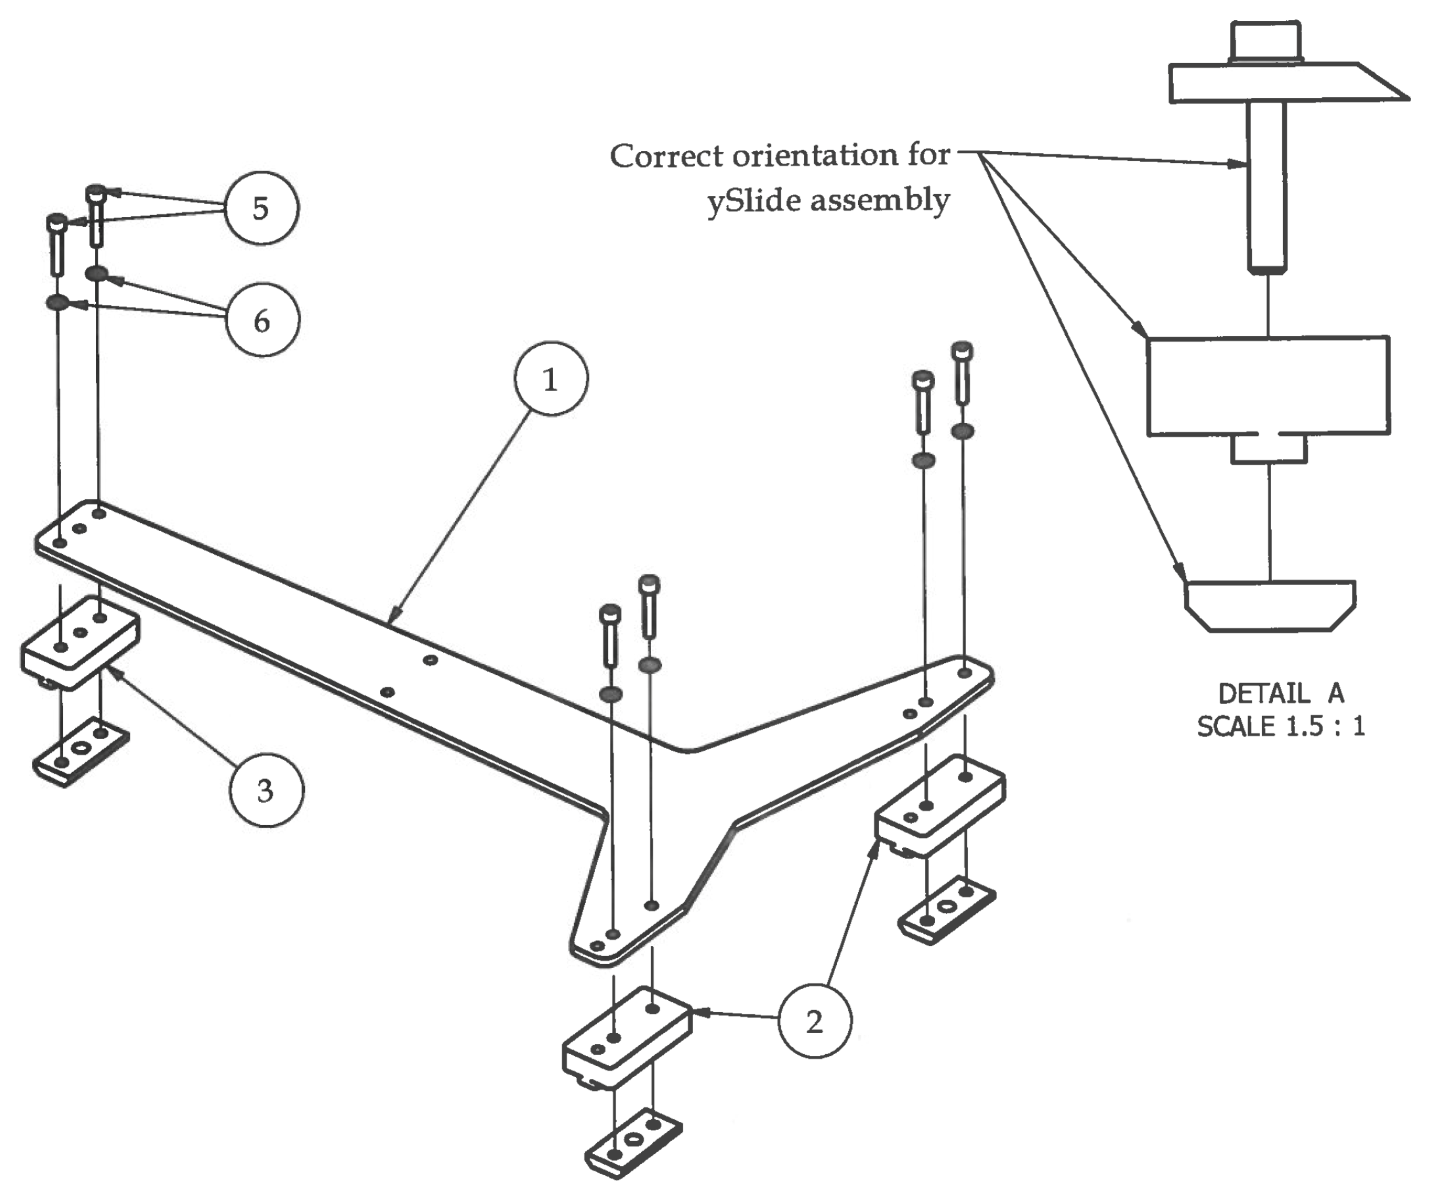 Correct orientation for
ySlide assembly
5
6
1
DETAIL A
SCALE 1.5 : 1
3
2